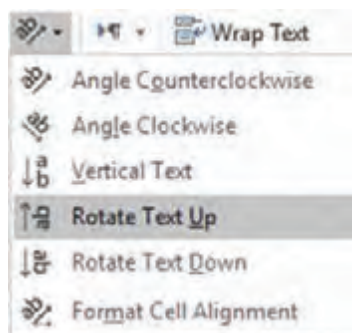 Wrap Text
Angle Counterclockwise
Angle Clockwise
Vertical Text
Rotate Text Up
Rotate Text Down
Format Cell Alignment